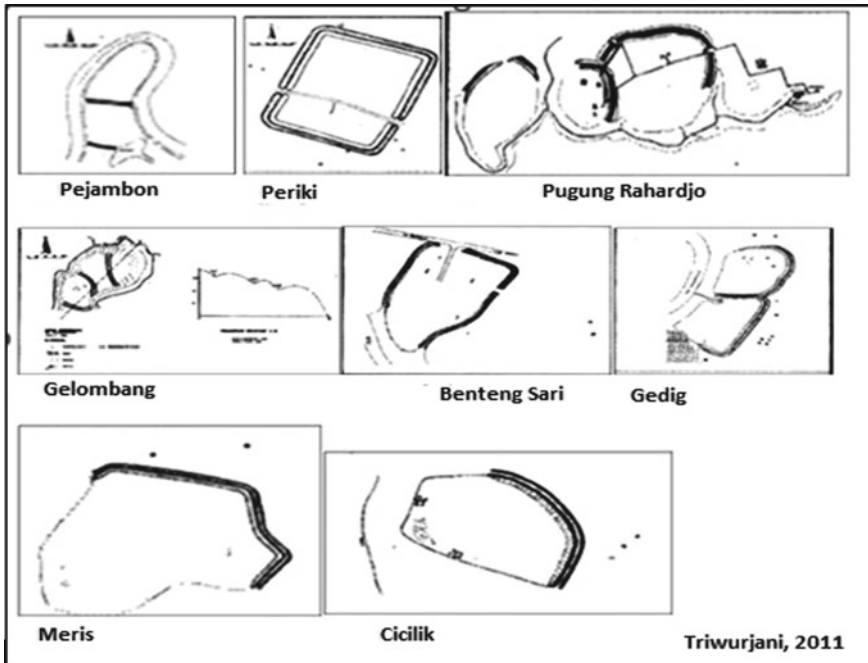 Pejambon
Periki
Pugung Rahardjo
Gelombang
Benteng Sari
Gedig
Meris
Cicilik
Triwurjani, 2011